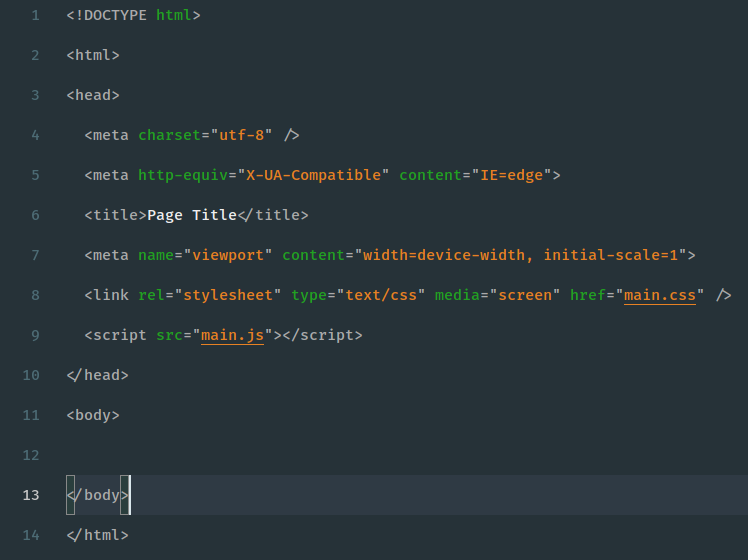 1 <!DOCTYPE html>
2 <html>
3 <head>
4 <meta charset="utf-8" />
5 <meta http-equiv="X-UA-Compatible" content="IE=edge">
6 <title>Page Title</title>
7 <meta name="viewport" content="width=device-width, initial-scale=1">
8 <link rel="stylesheet" type="text/css" media="screen" href="main.css" />
9 <script src="main.js"></script>
10 </head>
11 <body>
12
13 </body>
14 </html>